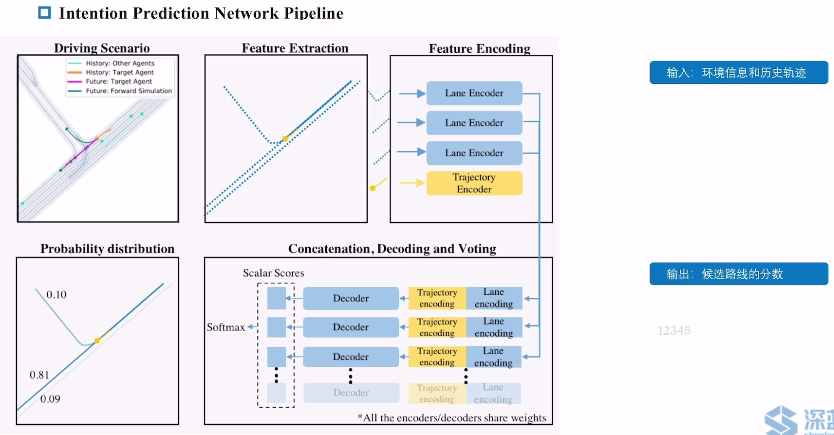 Intention Prediction Network Pipeline
Driving Scenario
History: Other Agents
History: Target Agent
Future: Target Agent
Future: Forward Simulation
Feature Extraction
Feature Encoding
Lane Encoder
Lane Encoder
Lane Encoder
Trajectory
Encoder
输入：环境信息和历史轨迹
Probability distribution
0.10
0.81
0.09
Concatenation, Decoding and Voting
Scalar Scores
Softmax
Decoder
Trajectory
encoding
Lane
encoding
Decoder
Trajectory
encoding
Lane
encoding
Decoder
Trajectory
encoding
Lane
encoding
Decoder
Trajectory
encoding
Lane
encoding
*All the encoders/decoders share weights
输出：候选路线的分数
12345